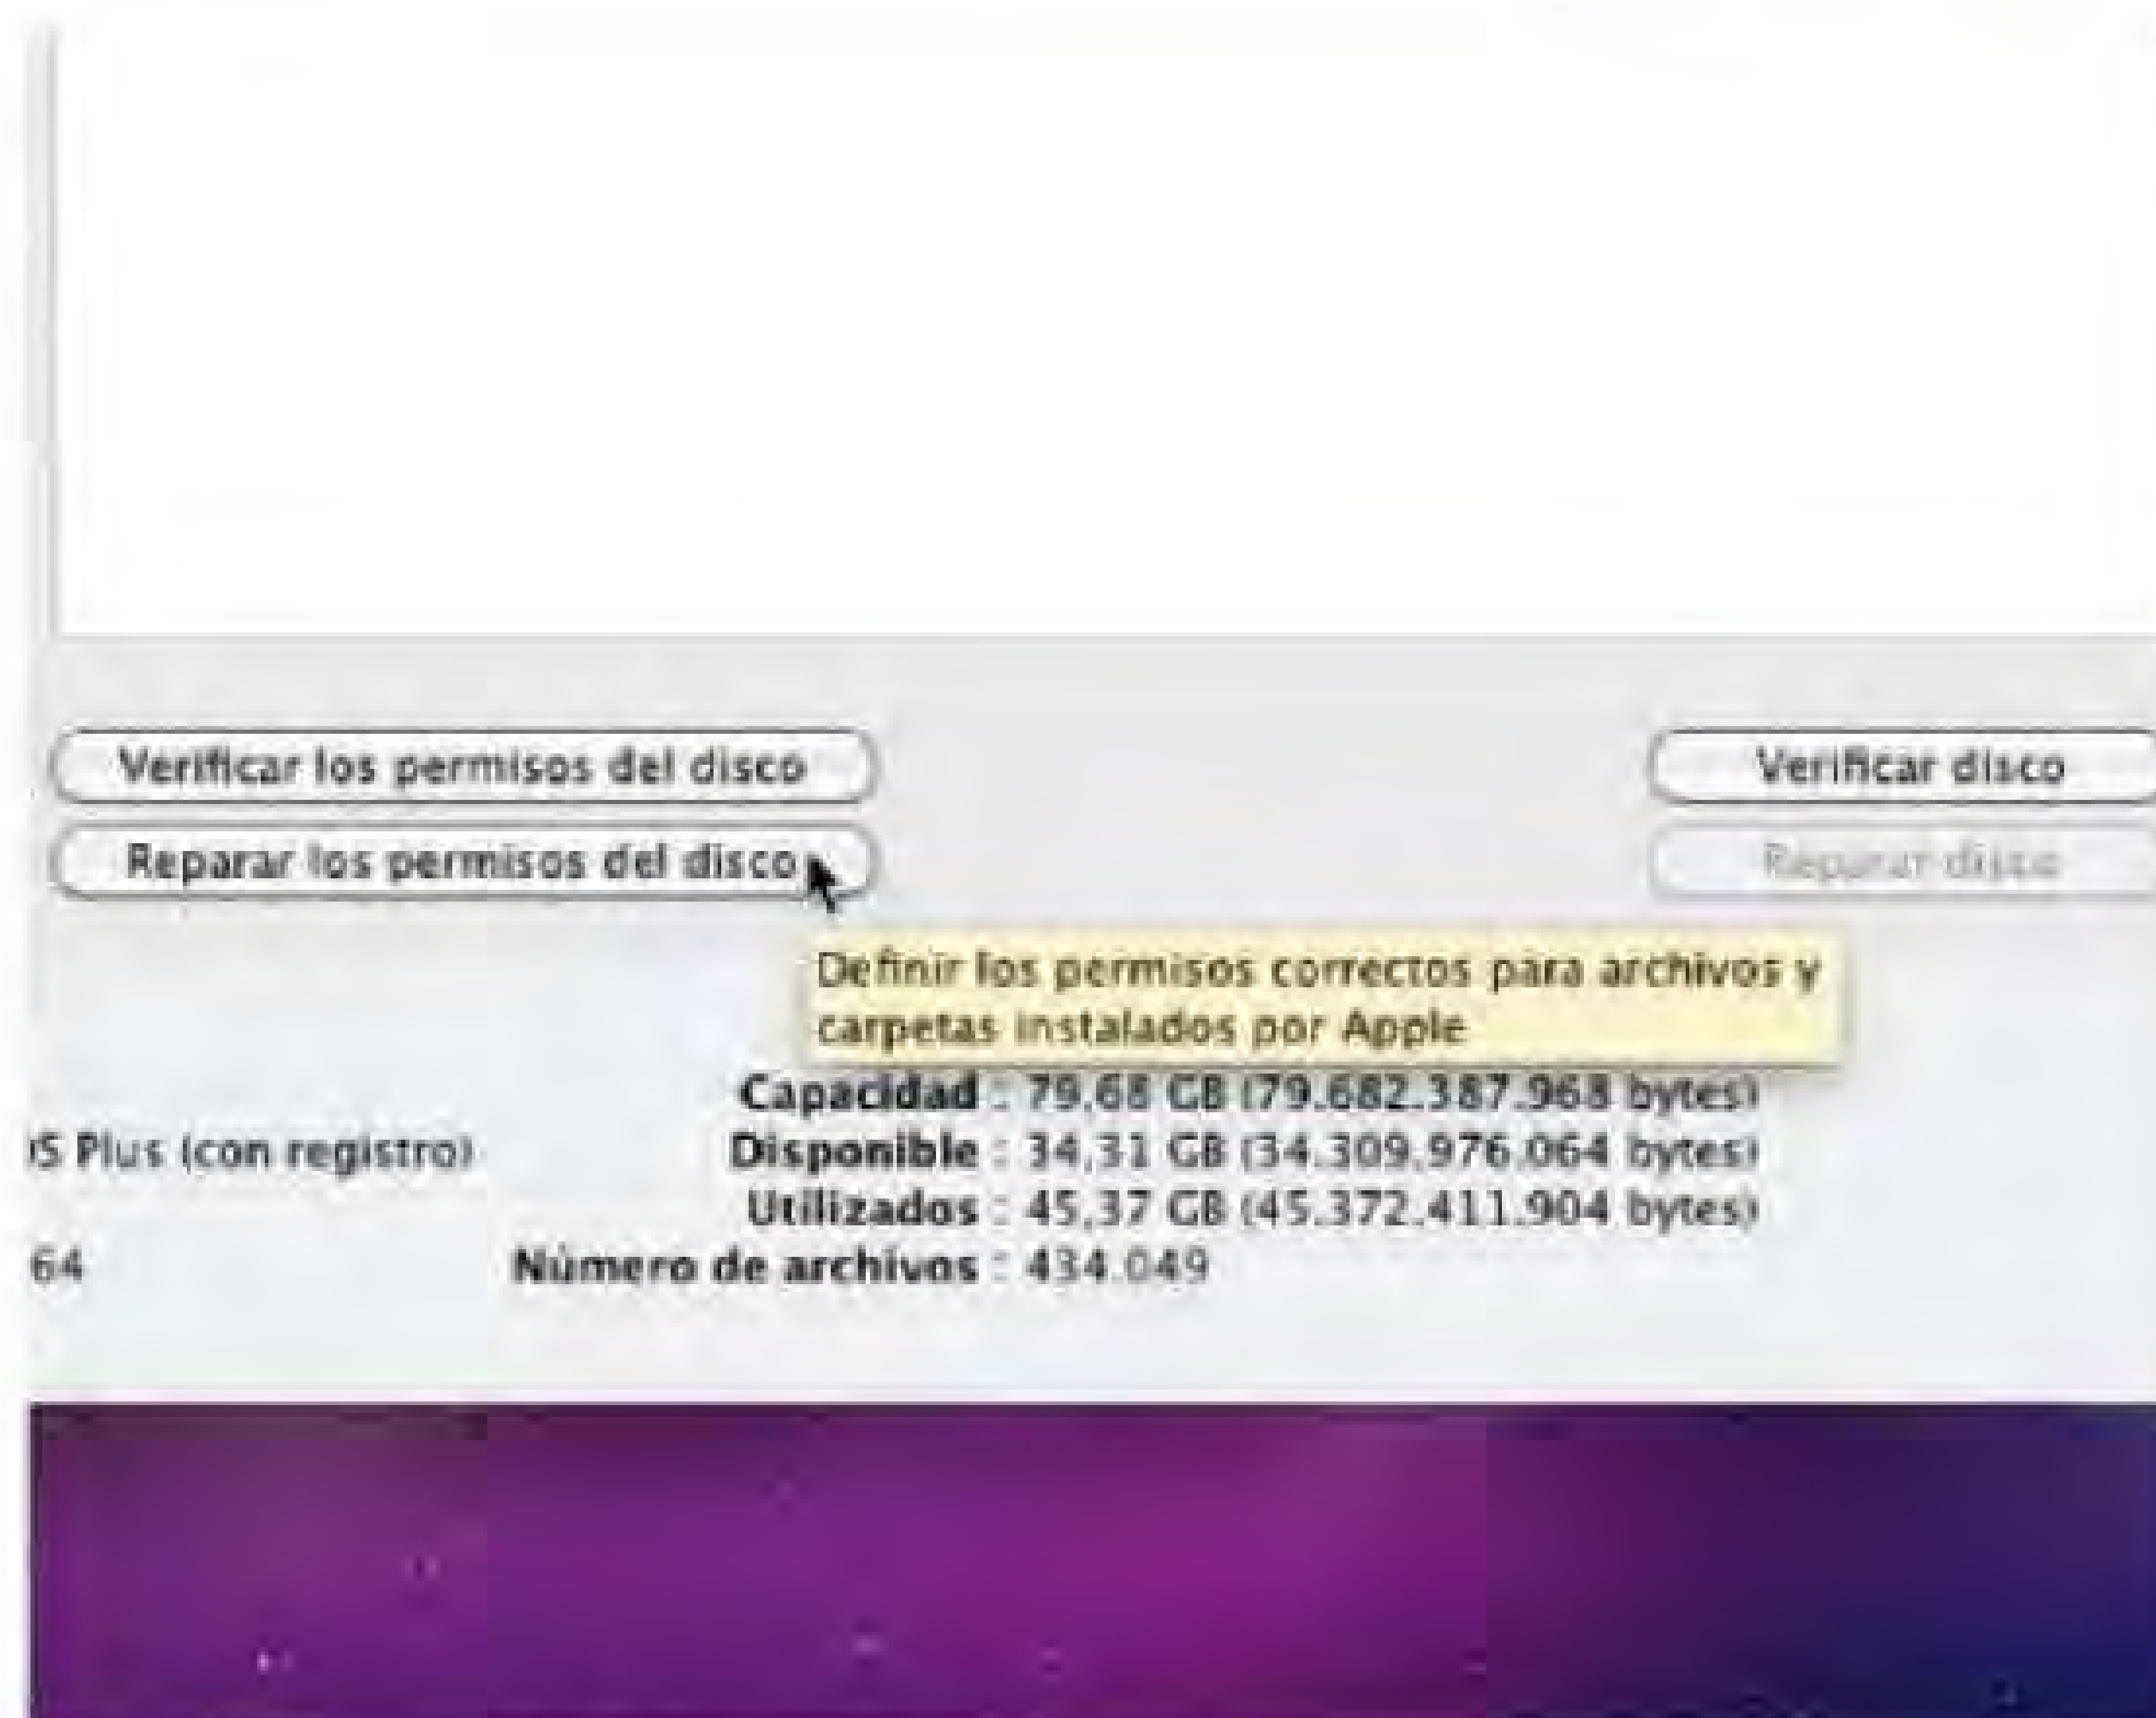 Verificar los permisos del disco
Verificar disco
Reparar los permisos del disco
Reparar disco
Definir los permisos correctos para archivos y
carpetas instalados por Apple
Capacidad : 79,68 GB (79.682.387.968 bytes)
S Plus (con registro)
Disponible : 34,31 GB (34.309.976.064 bytes)
Utilizados : 45,37 GB (45.372.411.904 bytes)
64
Número de archivos : 434.049